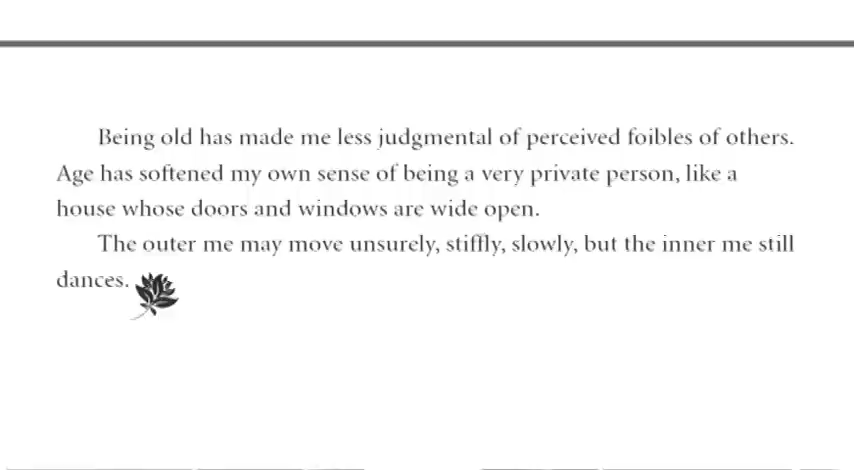 Being old has made me less judgmental of perceived foibles of others.
Age has softened my own sense of being a very private person, like a
house whose doors and windows are wide open.
The outer me may move unsurely, stiffly, slowly, but the inner me still
dances.